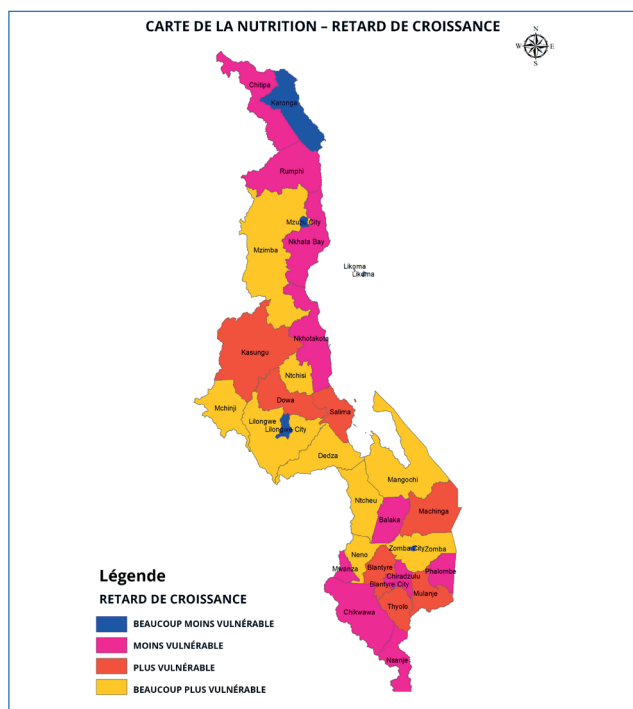 CARTE DE LA NUTRITION – RETARD DE CROISSANCE
N
W E
S
Chitipa
Karonga
Rumphi
Mzuzu City
Nkhata Bay
Mzimba
Likoma
Likoma
Nkhotakota
Kasungu
Ntchisi
Dowa
Mchinji
Salima
Lilongwe
Lilongwe City
Dedza
Mangochi
Ntcheu
Machinga
Balaka
Zomba City
Zomba
Neno
Mwanza
Blantyre
Phalombe
Chiradzulu
Blantyre City
Mulanje
Thyolo
Chikwawa
Nsanje
Légende
RETARD DE CROISSANCE
BEAUCOUP MOINS VULNÉRABLE
MOINS VULNÉRABLE
PLUS VULNÉRABLE
BEAUCOUP PLUS VULNÉRABLE